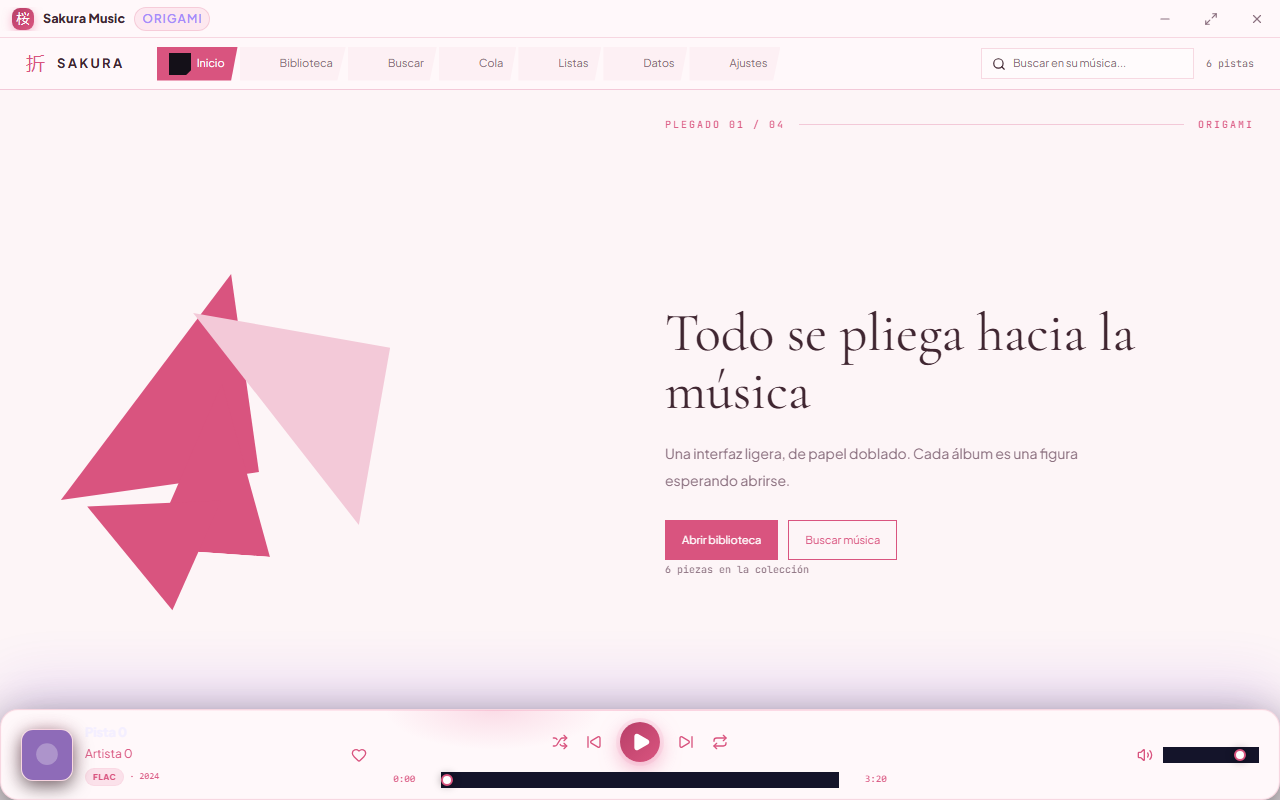 桜 Sakura Music ORIGAMI
折 SAKURA Inicio Biblioteca Buscar Cola Listas Datos Ajustes Buscar en su música... 6 pistas
PLEGADO 01 / 04 ORIGAMI
Todo se pliega hacia la
música
Una interfaz ligera, de papel doblado. Cada álbum es una figura
esperando abrirse.
Abrir biblioteca Buscar música
6 piezas en la colección
Pista 0
Artista 0
FLAC · 2024
0:00 3:20